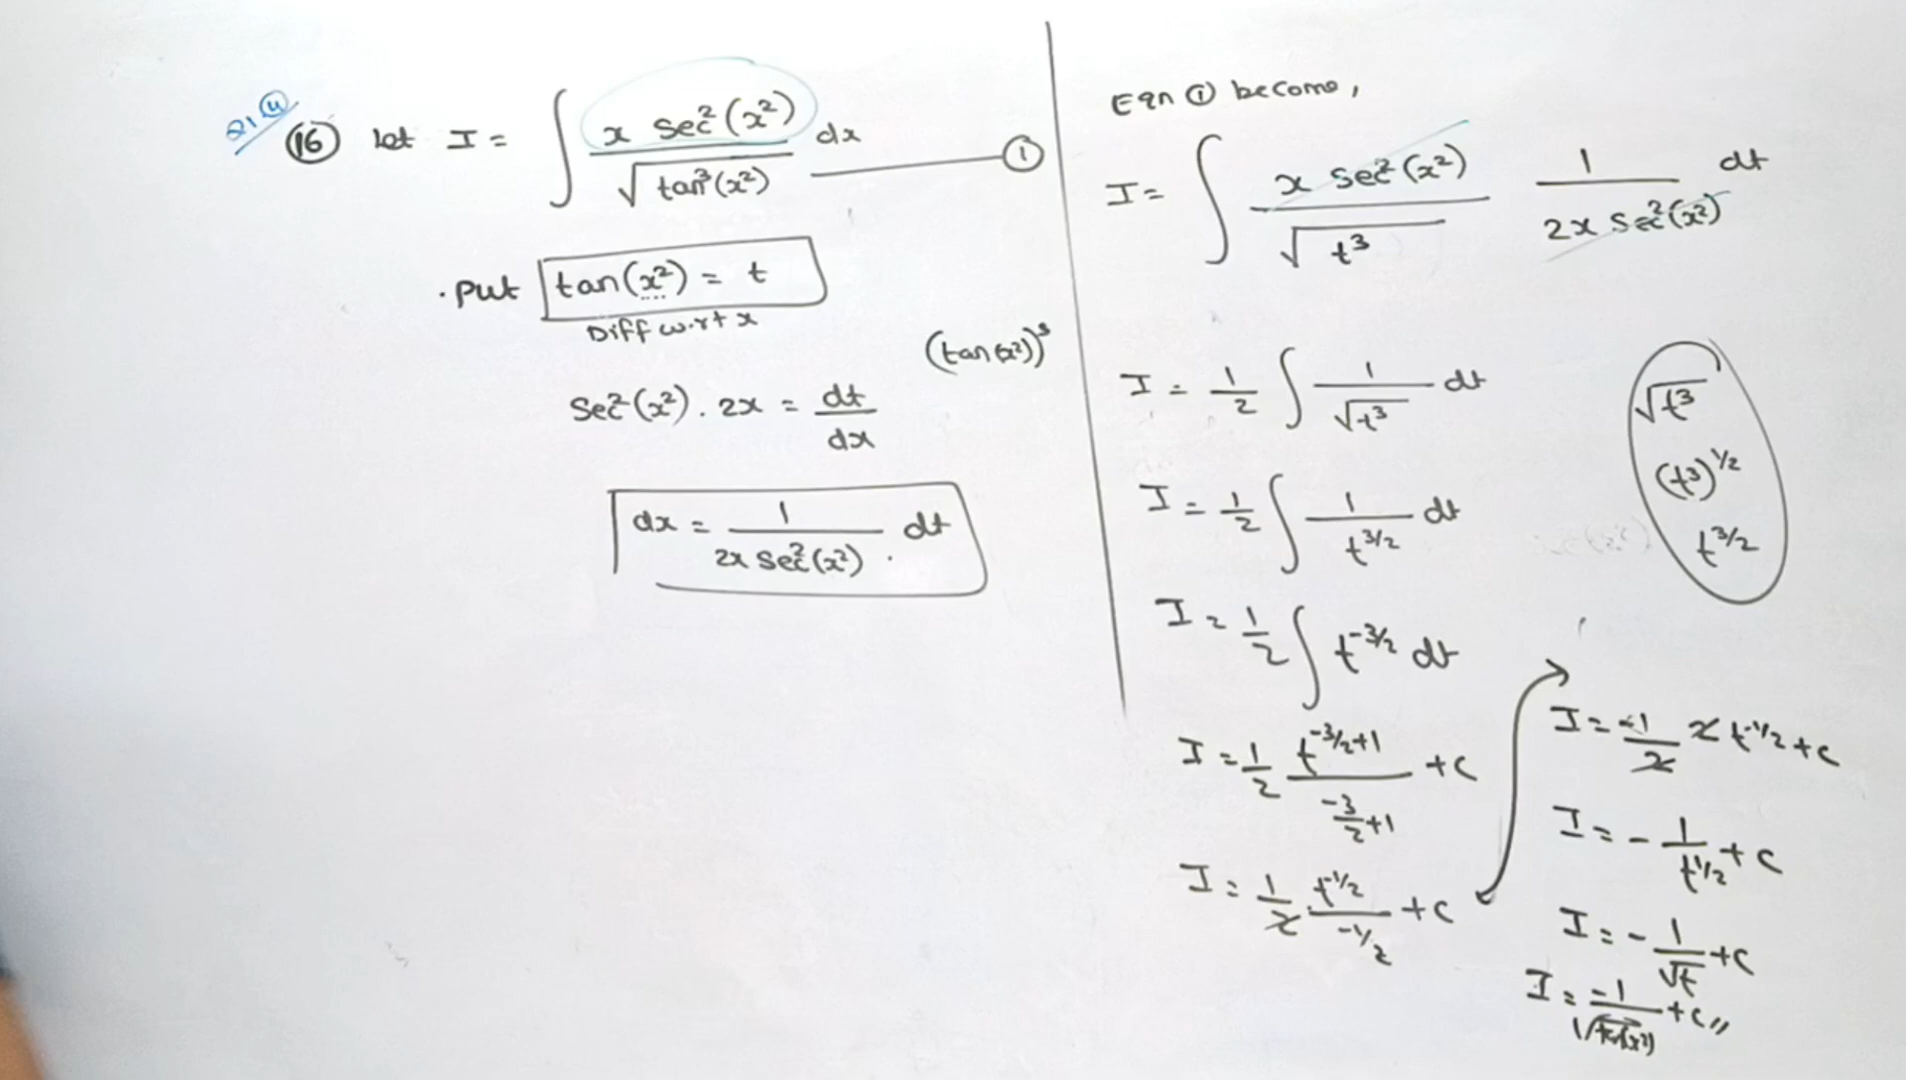 Q1 (4)
(16) Let I = ∫ x sec²(x²) / √tan³(x²) dx ——— (1)
. Put tan(x²) = t
Diff w.r.t x
(tan(x²))³
Sec²(x²) . 2x = dt/dx
dx = 1 / 2x sec²(x²) . dt
Eqn (1) become,
I = ∫ x sec²(x²) / √t³ 1 / 2x sec²(x²) dt
I = 1/2 ∫ 1/√t³ dt
√t³
(t³)^1/2
t^3/2
I = 1/2 ∫ 1/t^3/2 dt
I = 1/2 ∫ t^-3/2 dt
I = 1/2 t^-3/2+1 / -3/2+1 + c
I = 1/2 t^-1/2 / -1/2 + c
I = -1/2 2 t^-1/2 + c
I = - 1/t^1/2 + c
I = - 1/√t + c
I = -1/√tan(x²) + c //